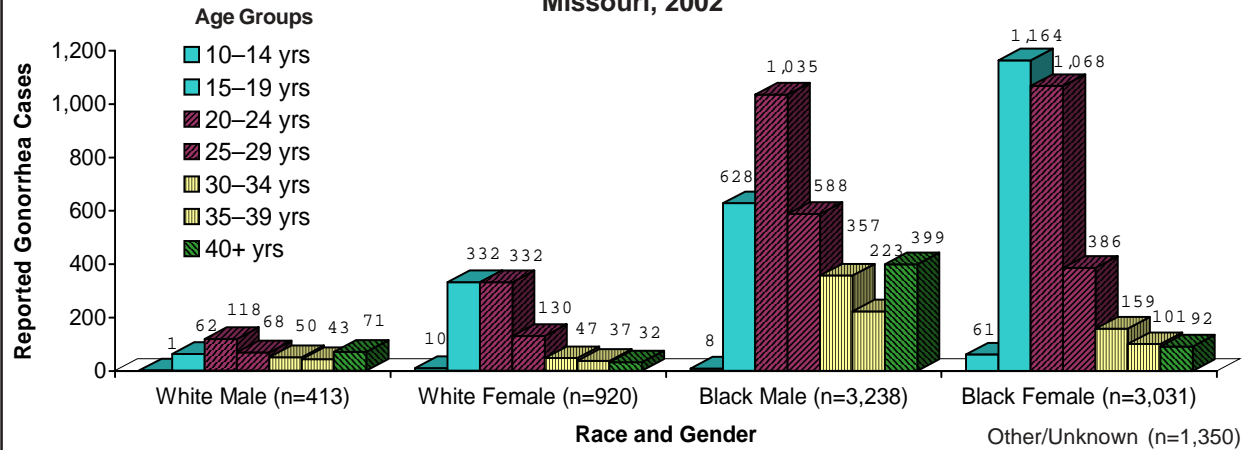 Missouri, 2002
Age Groups
10–14 yrs
15–19 yrs
20–24 yrs
25–29 yrs
30–34 yrs
35–39 yrs
40+ yrs
Reported Gonorrhea Cases
1,200
1,000
800
600
400
200
0
1 62 118 68 50 43 71
10 332 332 130 47 37 32
8 628 1,035 588 357 223 399
61 1,164 1,068 386 159 101 92
White Male (n=413) White Female (n=920) Black Male (n=3,238) Black Female (n=3,031)
Race and Gender
Other/Unknown (n=1,350)